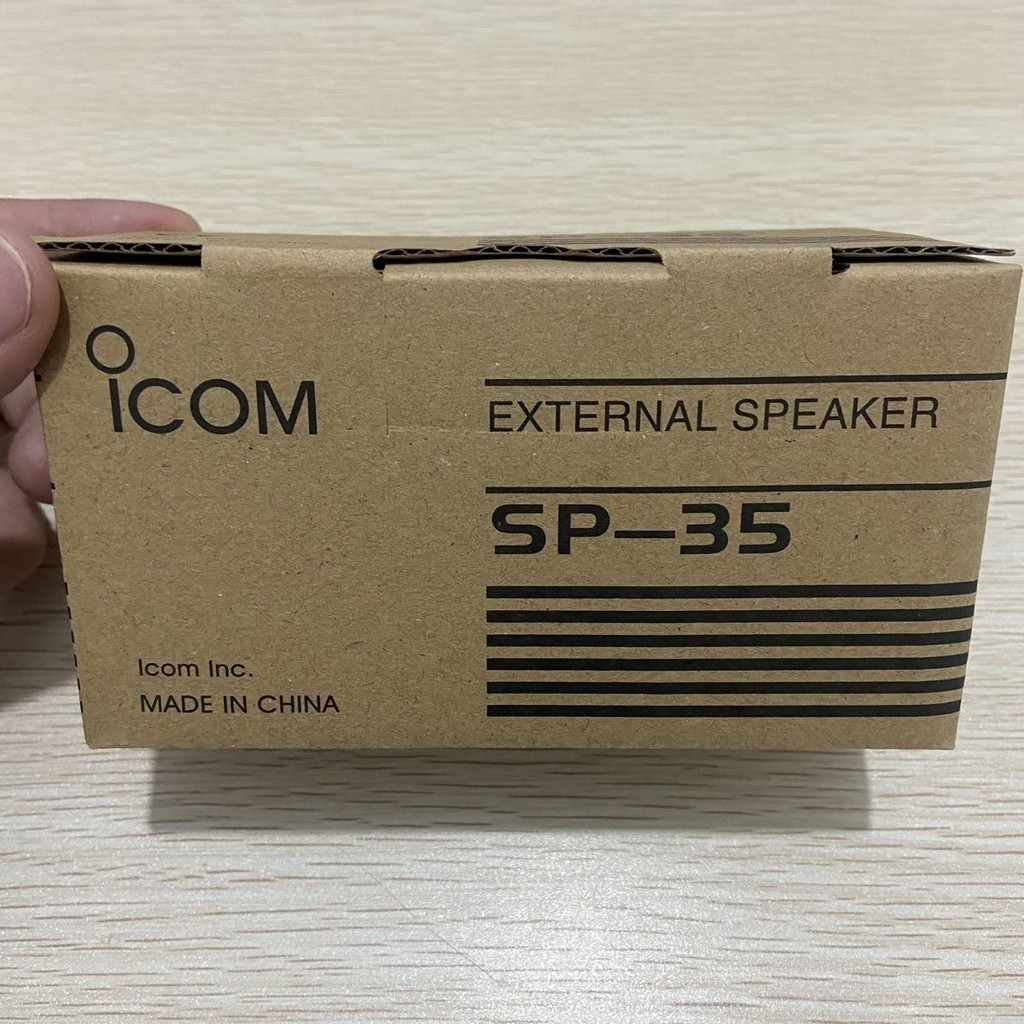 ICOM
EXTERNAL SPEAKER
SP-35
Icom Inc.
MADE IN CHINA